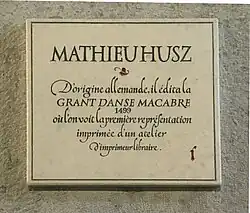 MATHIEU HUSZ
D'origine allemande, il édita la
GRANT DANSE MACABRE
1499
où l'on voit la première représentation
imprimée d'un atelier
d'imprimeur libraire.